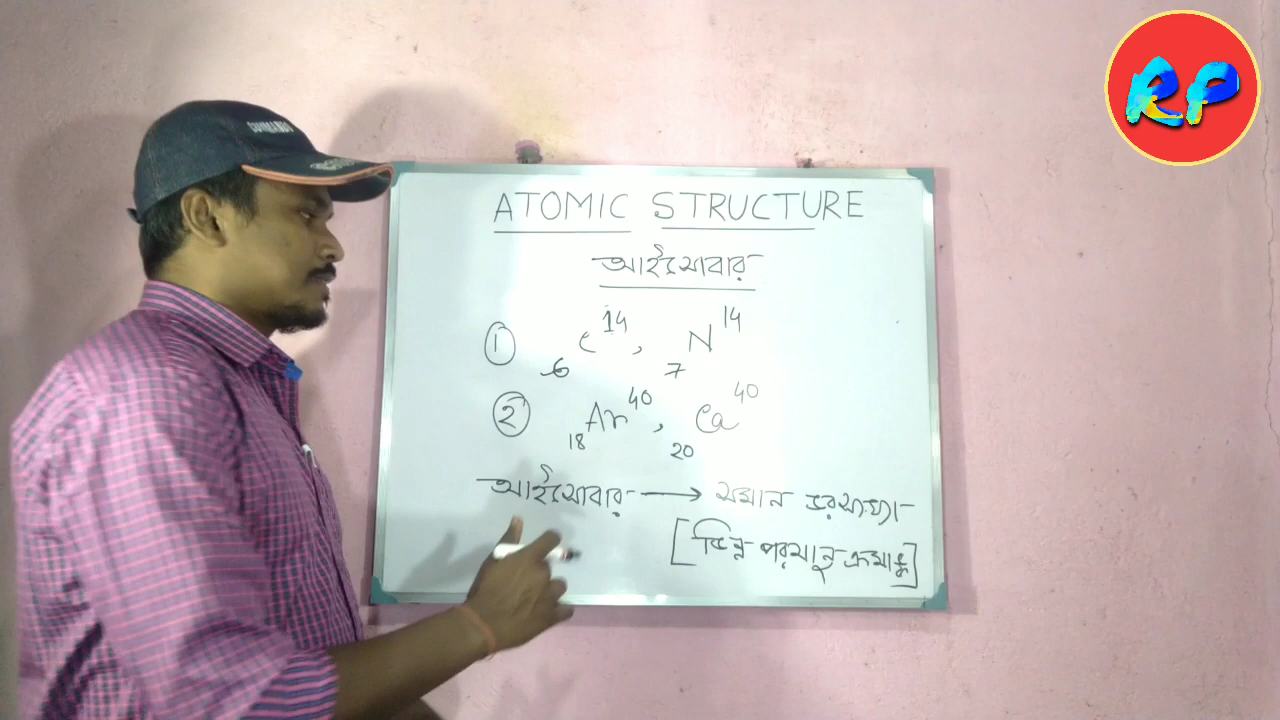 RP
ATOMIC STRUCTURE
আইসোবার
① ₆C¹⁴, ₇N¹⁴
② ₁₈Ar⁴⁰, ₂₀Ca⁴⁰
আইসোবার → সমান ভরসংখ্যা
[বিভিন্ন পরমানু ক্রমাঙ্ক]